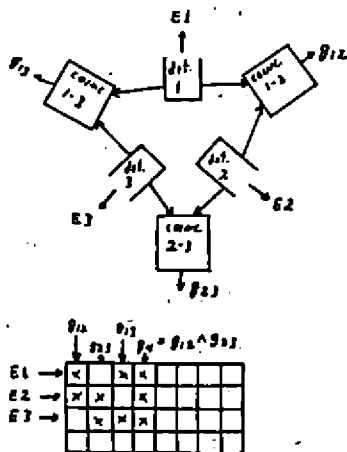 E1
g13
coinc
1-3
det.
1
coinc
1-3
g12
det.
3
det.
2
E3
E2
coinc
2-3
g23
g12
g23
g13
g4 = g12 ^ g23
E1
x x x
E2
x x x
E3
x x x